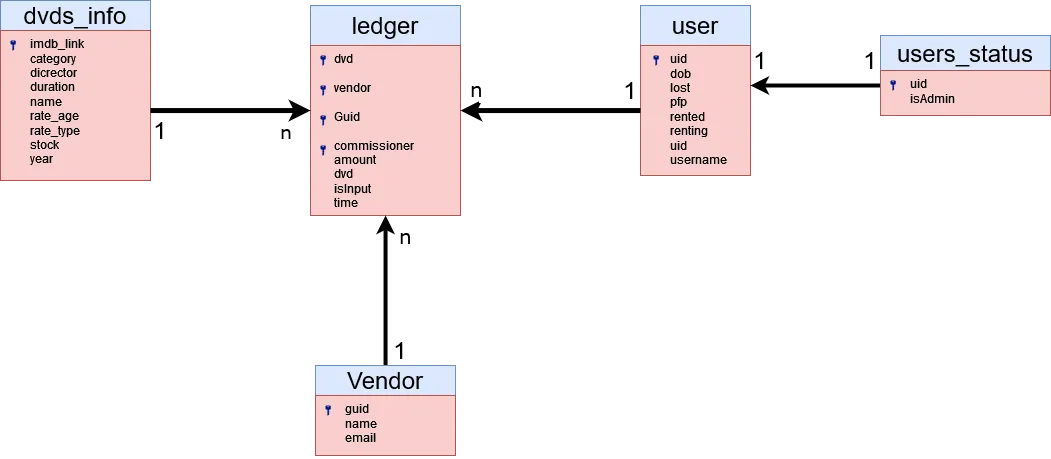 dvds_info
imdb_link
category
dicrector
duration
name
rate_age
rate_type
stock
year
1
n
ledger
dvd
vendor
Guid
commissioner
amount
dvd
isInput
time
n
1
user
uid
dob
lost
pfp
rented
renting
uid
username
1
1
users_status
uid
isAdmin
n
1
Vendor
guid
name
email